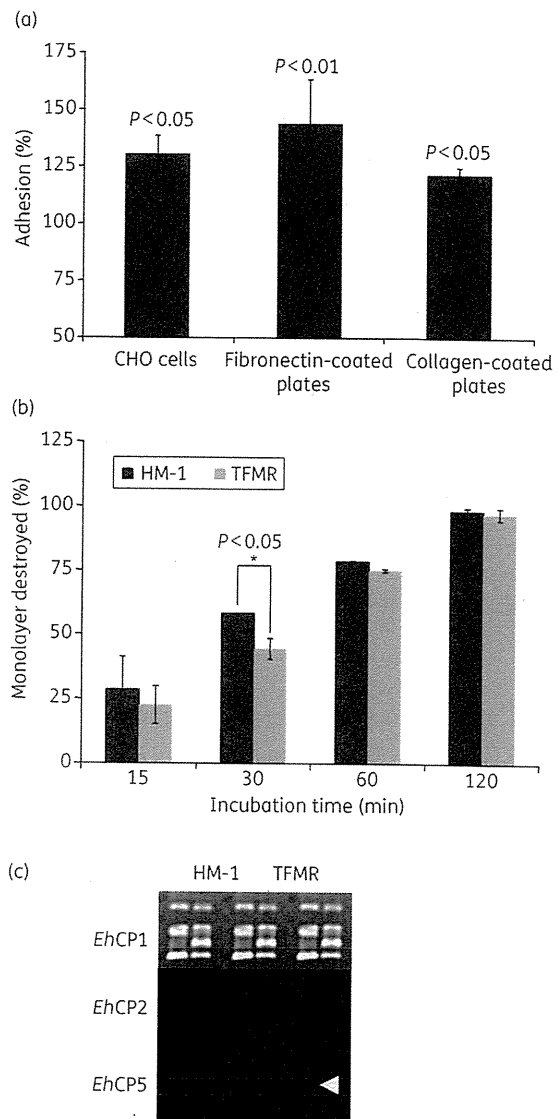 (a)
175
150
125
100
75
50
Adhesion (%)
P<0.05
P<0.01
P<0.05
CHO cells
Fibronectin-coated plates
Collagen-coated plates
(b)
125
100
75
50
25
0
Monolayer destroyed (%)
HM-1 TFMR
P<0.05
*
15 30 60 120
Incubation time (min)
(c)
HM-1 TFMR
EhCP1
EhCP2
EhCP5